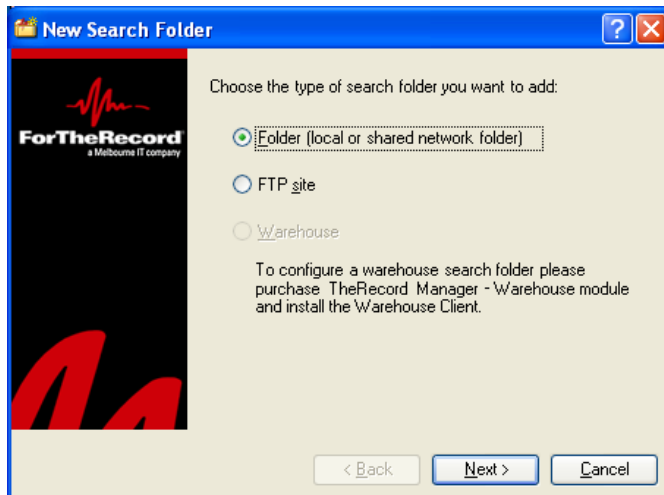 New Search Folder
ForTheRecord
a Melbourne IT company
Choose the type of search folder you want to add:
Folder (local or shared network folder)
FTP site
Warehouse
To configure a warehouse search folder please
purchase TheRecord Manager - Warehouse module
and install the Warehouse Client.
< Back
Next >
Cancel